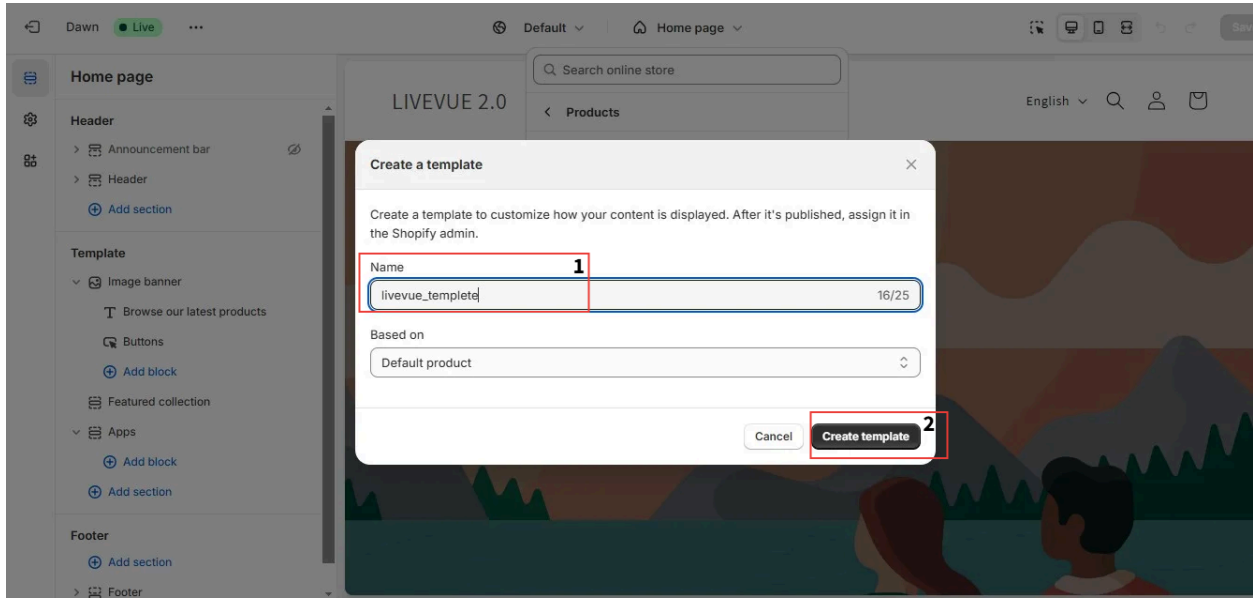 Dawn Live ...
Default
Home page
Save
Home page
Header
Announcement bar
Header
Add section
Template
Image banner
Browse our latest products
Buttons
Add block
Featured collection
Apps
Add block
Add section
Footer
Add section
Footer
Search online store
Products
LIVEVUE 2.0
English
Create a template
Create a template to customize how your content is displayed. After it's published, assign it in
the Shopify admin.
Name 1
livevue_templete 16/25
Based on
Default product
Cancel Create template 2